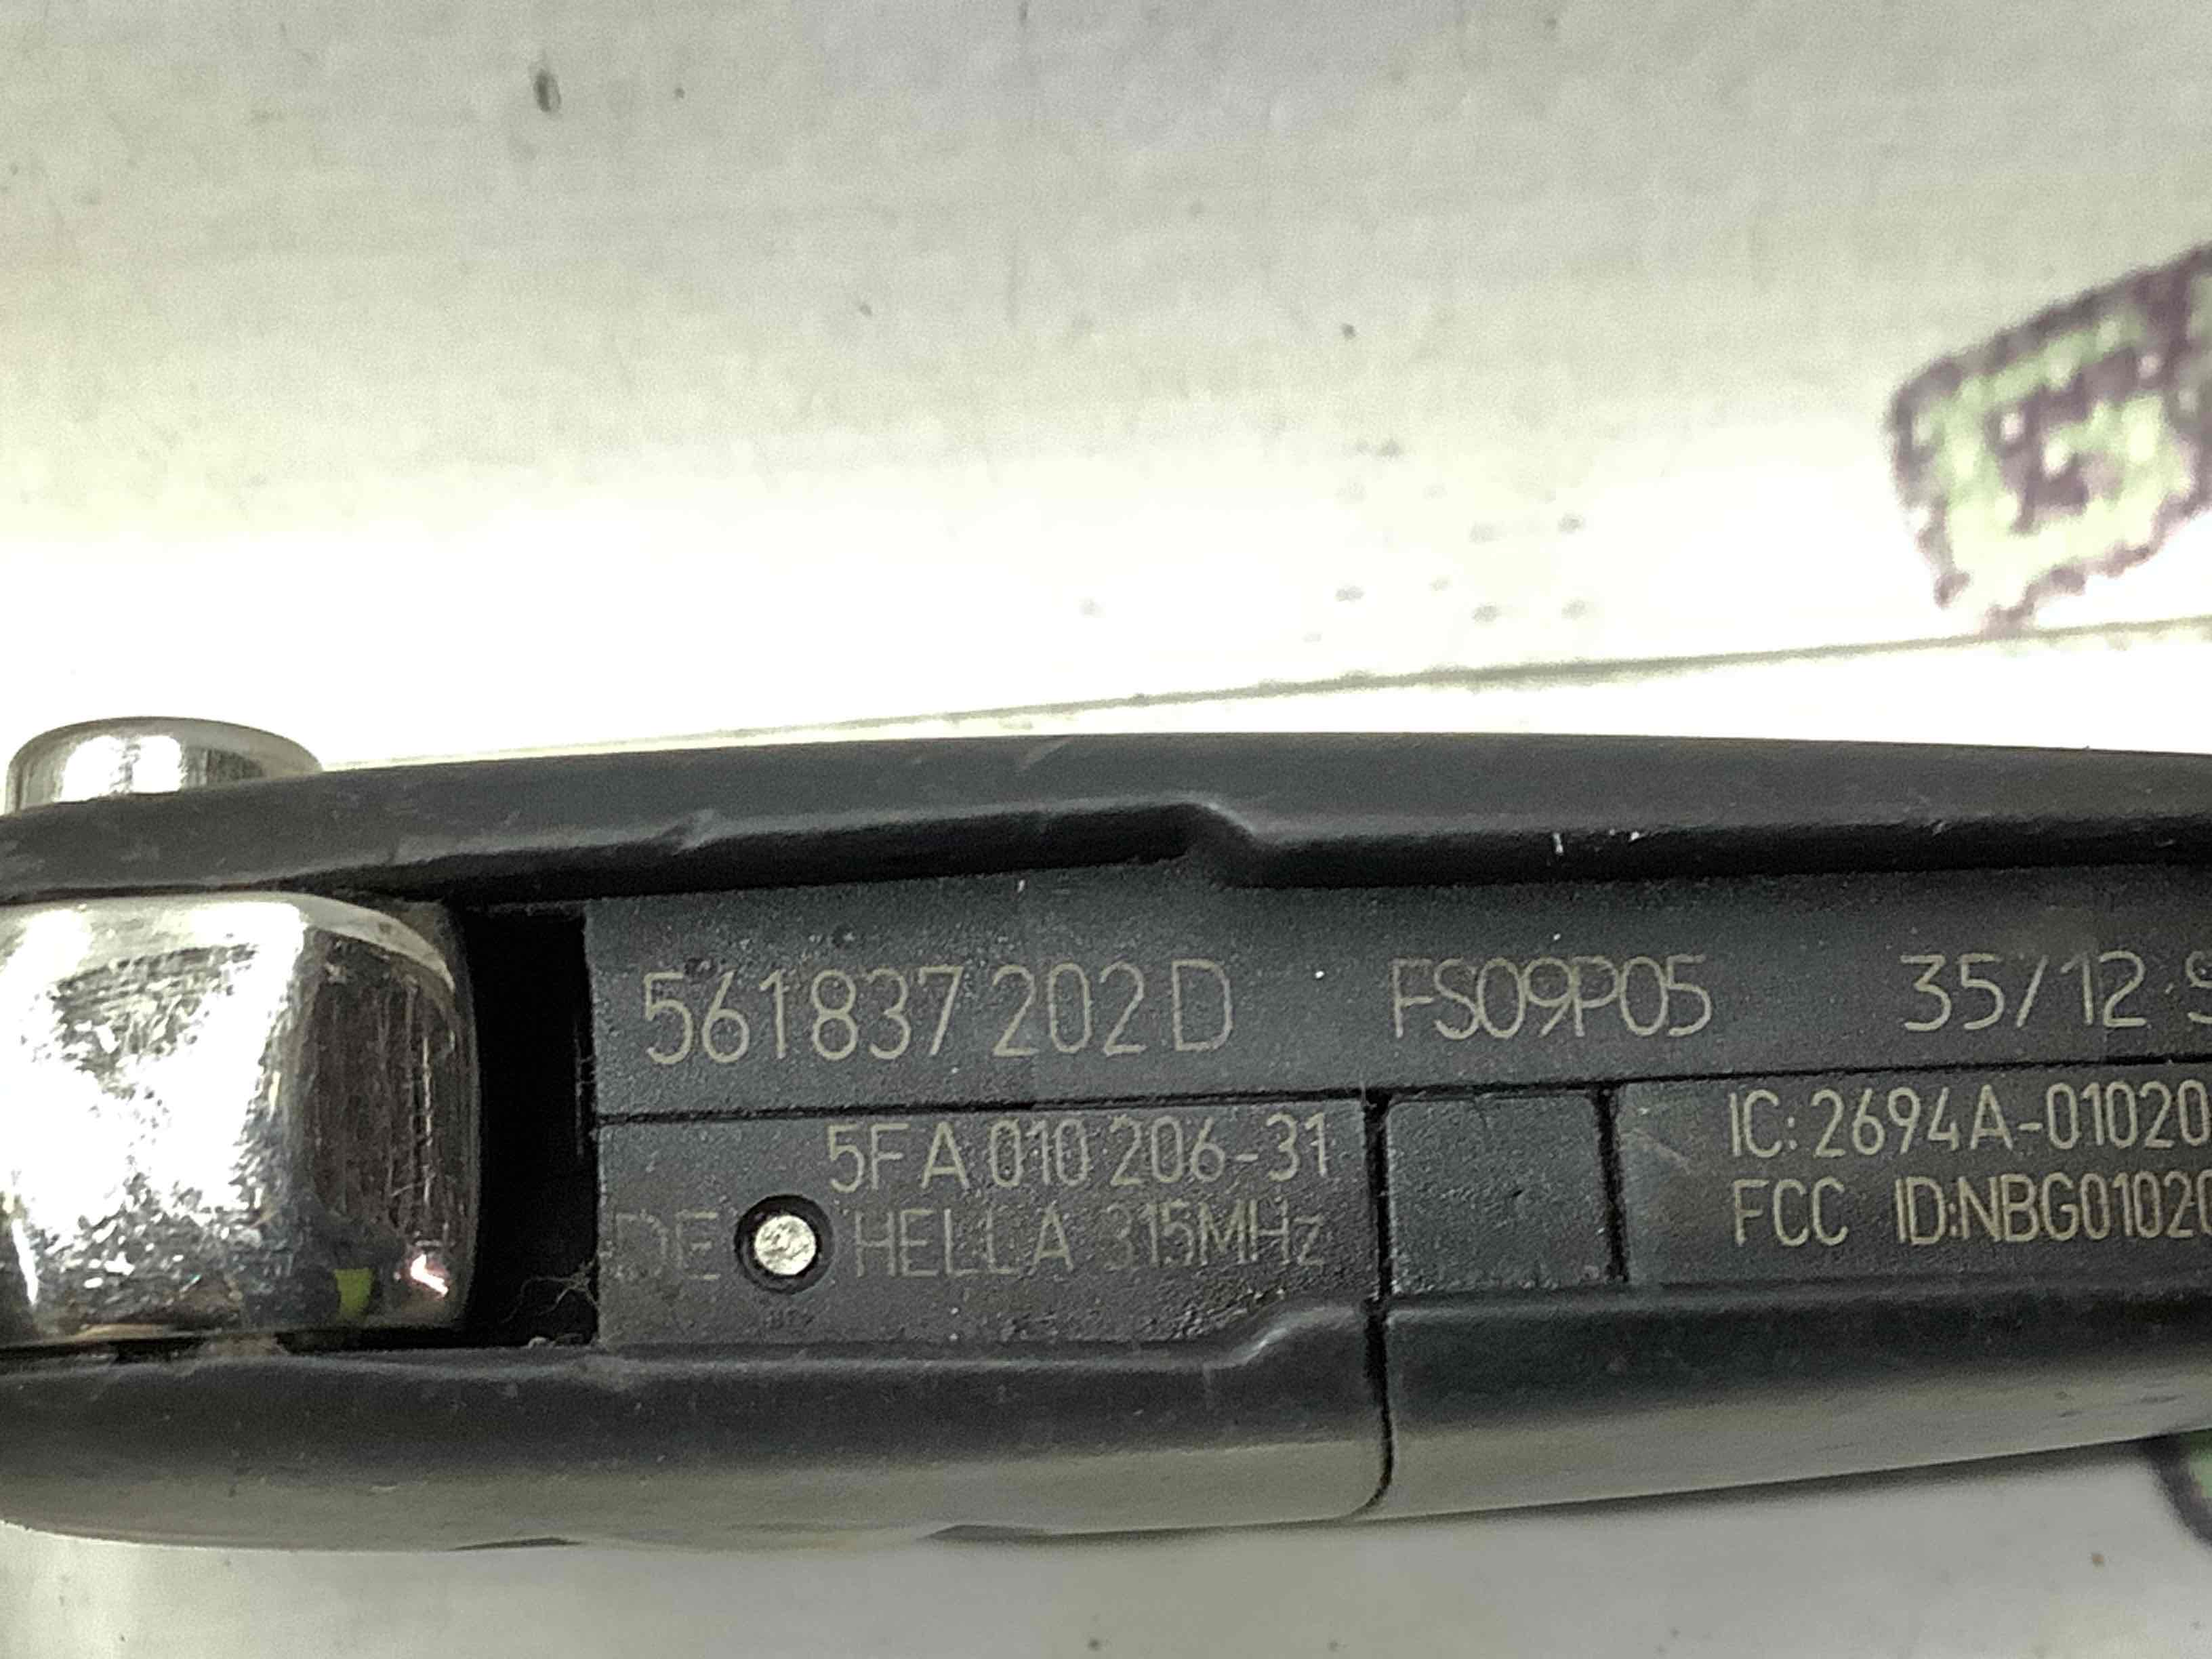 561837202D FS09P05 35/12
5FA 010 206-31
DE HELLA 315MHz
IC:2694A-01020
FCC ID:NBG01020